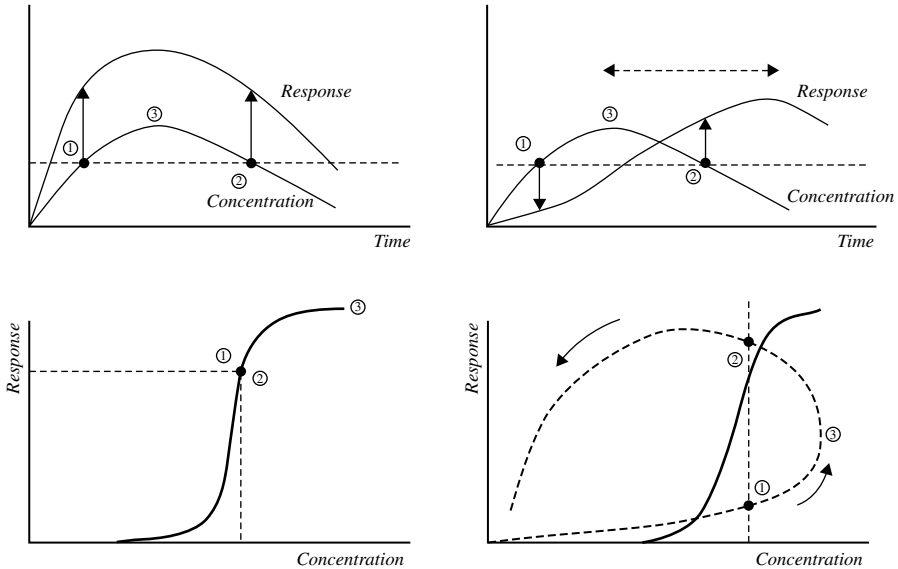 Response
③
①
②
Concentration
Time
Response
③
①
②
Concentration
Time
Response
③
①
②
Concentration
Response
②
③
①
Concentration